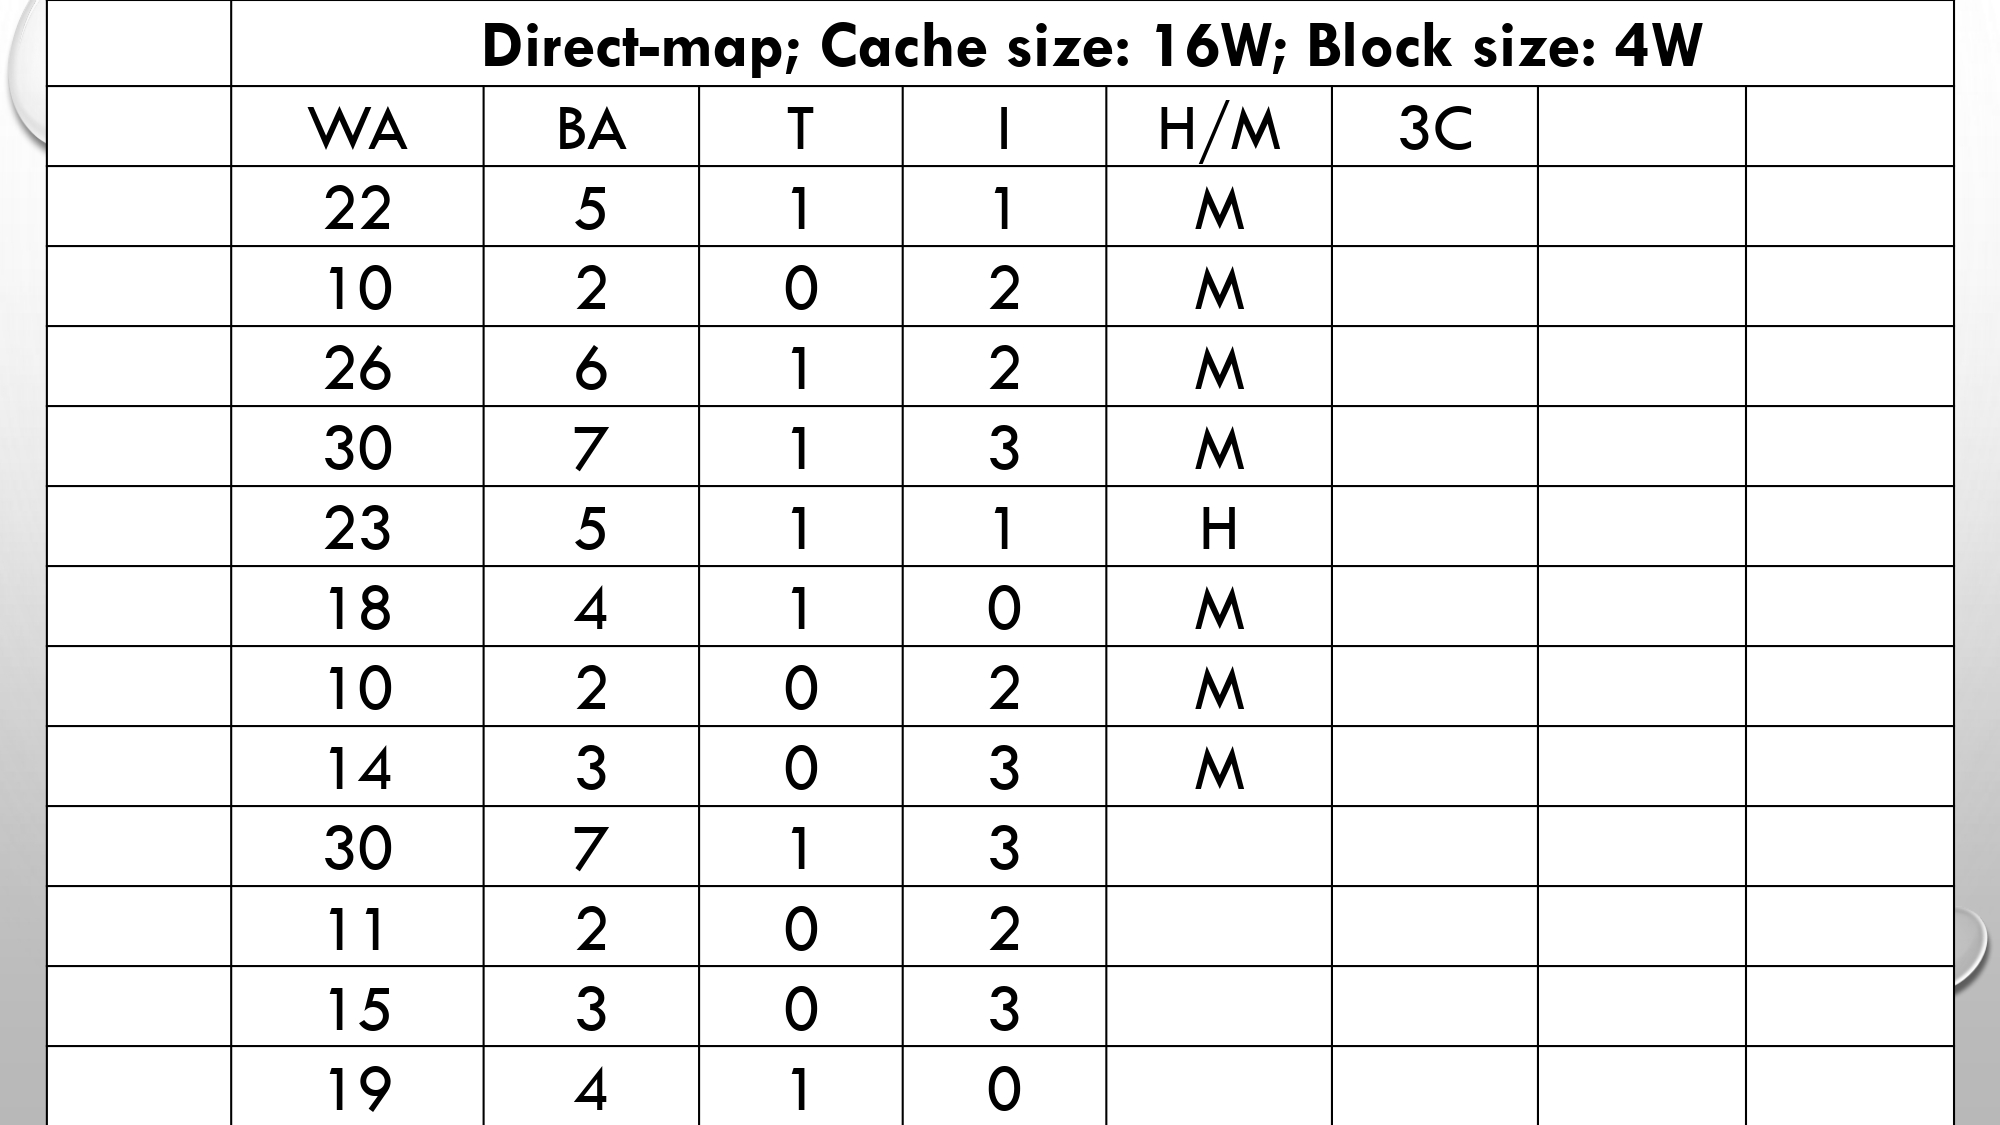 Direct-map; Cache size: 16W; Block size: 4W
WA BA T I H/M 3C
22 5 1 1 M
10 2 0 2 M
26 6 1 2 M
30 7 1 3 M
23 5 1 1 H
18 4 1 0 M
10 2 0 2 M
14 3 0 3 M
30 7 1 3
11 2 0 2
15 3 0 3
19 4 1 0